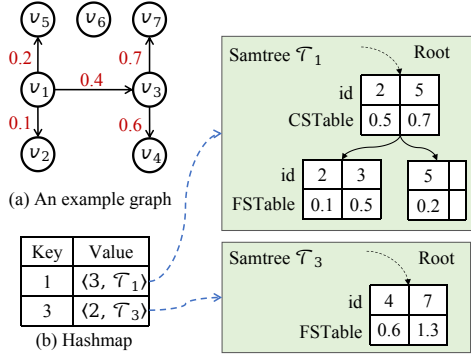 v5 v6 v7
0.2 0.7
v1 0.4 v3
0.1 0.6
v2 v4
(a) An example graph
Key Value
1 ⟨3, 𝒯1⟩
3 ⟨2, 𝒯3⟩
(b) Hashmap
Samtree 𝒯1 Root
id 2 5
CSTable 0.5 0.7
id 2 3 5
FSTable 0.1 0.5 0.2
Samtree 𝒯3 Root
id 4 7
FSTable 0.6 1.3